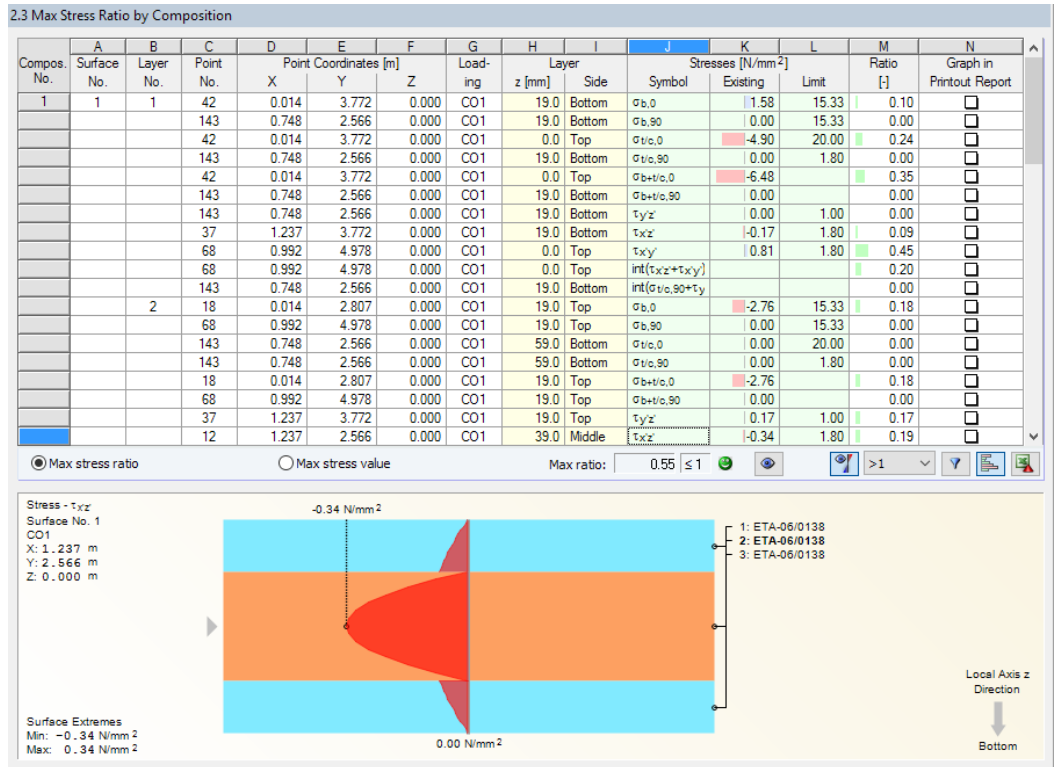 2.3 Max Stress Ratio by Composition
A B C D E F G H I J K L M N
Compos. Surface Layer Point Point Coordinates [m] Load- Layer Stresses [N/mm²] Ratio Graph in
No. No. No. No. X Y Z ing z [mm] Side Symbol Existing Limit [-] Printout Report
1 1 1 42 0.014 3.772 0.000 CO1 19.0 Bottom σb,0 1.58 15.33 0.10
143 0.748 2.566 0.000 CO1 19.0 Bottom σb,90 0.00 15.33 0.00
42 0.014 3.772 0.000 CO1 0.0 Top σt/c,0 -4.90 20.00 0.24
143 0.748 2.566 0.000 CO1 19.0 Bottom σt/c,90 0.00 1.80 0.00
42 0.014 3.772 0.000 CO1 0.0 Top σb+t/c,0 -6.48 0.35
143 0.748 2.566 0.000 CO1 19.0 Bottom σb+t/c,90 0.00 0.00
143 0.748 2.566 0.000 CO1 19.0 Bottom τy'z' 0.00 1.00 0.00
37 1.237 3.772 0.000 CO1 19.0 Bottom τx'z' -0.17 1.80 0.09
68 0.992 4.978 0.000 CO1 0.0 Top τx'y' 0.81 1.80 0.45
68 0.992 4.978 0.000 CO1 0.0 Top int(τx'z'+τx'y') 0.20
143 0.748 2.566 0.000 CO1 19.0 Bottom int(σt/c,90+τy 0.00
2 18 0.014 2.807 0.000 CO1 19.0 Top σb,0 -2.76 15.33 0.18
68 0.992 4.978 0.000 CO1 19.0 Top σb,90 0.00 15.33 0.00
143 0.748 2.566 0.000 CO1 59.0 Bottom σt/c,0 0.00 20.00 0.00
143 0.748 2.566 0.000 CO1 59.0 Bottom σt/c,90 0.00 1.80 0.00
18 0.014 2.807 0.000 CO1 19.0 Top σb+t/c,0 -2.76 0.18
68 0.992 4.978 0.000 CO1 19.0 Top σb+t/c,90 0.00 0.00
37 1.237 3.772 0.000 CO1 19.0 Top τy'z' 0.17 1.00 0.17
12 1.237 2.566 0.000 CO1 39.0 Middle τx'z' -0.34 1.80 0.19
Max stress ratio Max stress value Max ratio: 0.55 ≤ 1 >1
Stress - τx'z'
Surface No. 1
CO1
X: 1.237 m
Y: 2.566 m
Z: 0.000 m
-0.34 N/mm²
1: ETA-06/0138
2: ETA-06/0138
3: ETA-06/0138
Local Axis z
Direction
Bottom
Surface Extremes
Min: -0.34 N/mm²
Max: 0.34 N/mm²
0.00 N/mm²